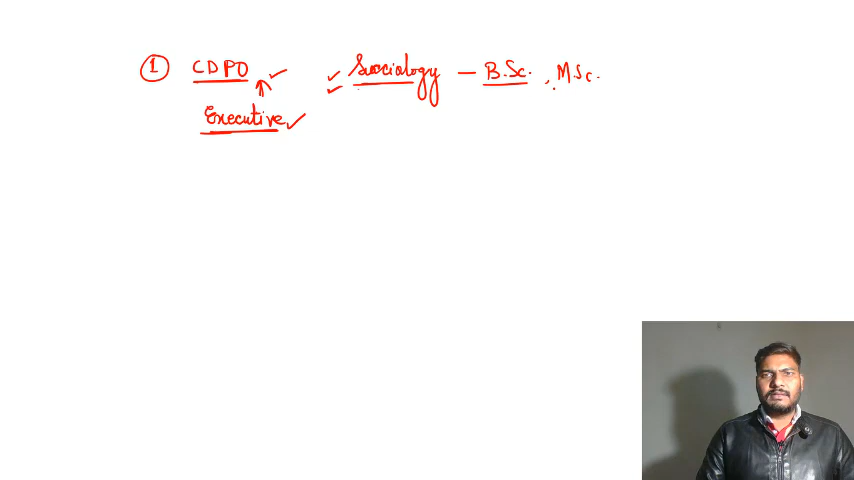 ① CDPO ✓ Sociology – B.Sc., M.Sc.
Executive ✓